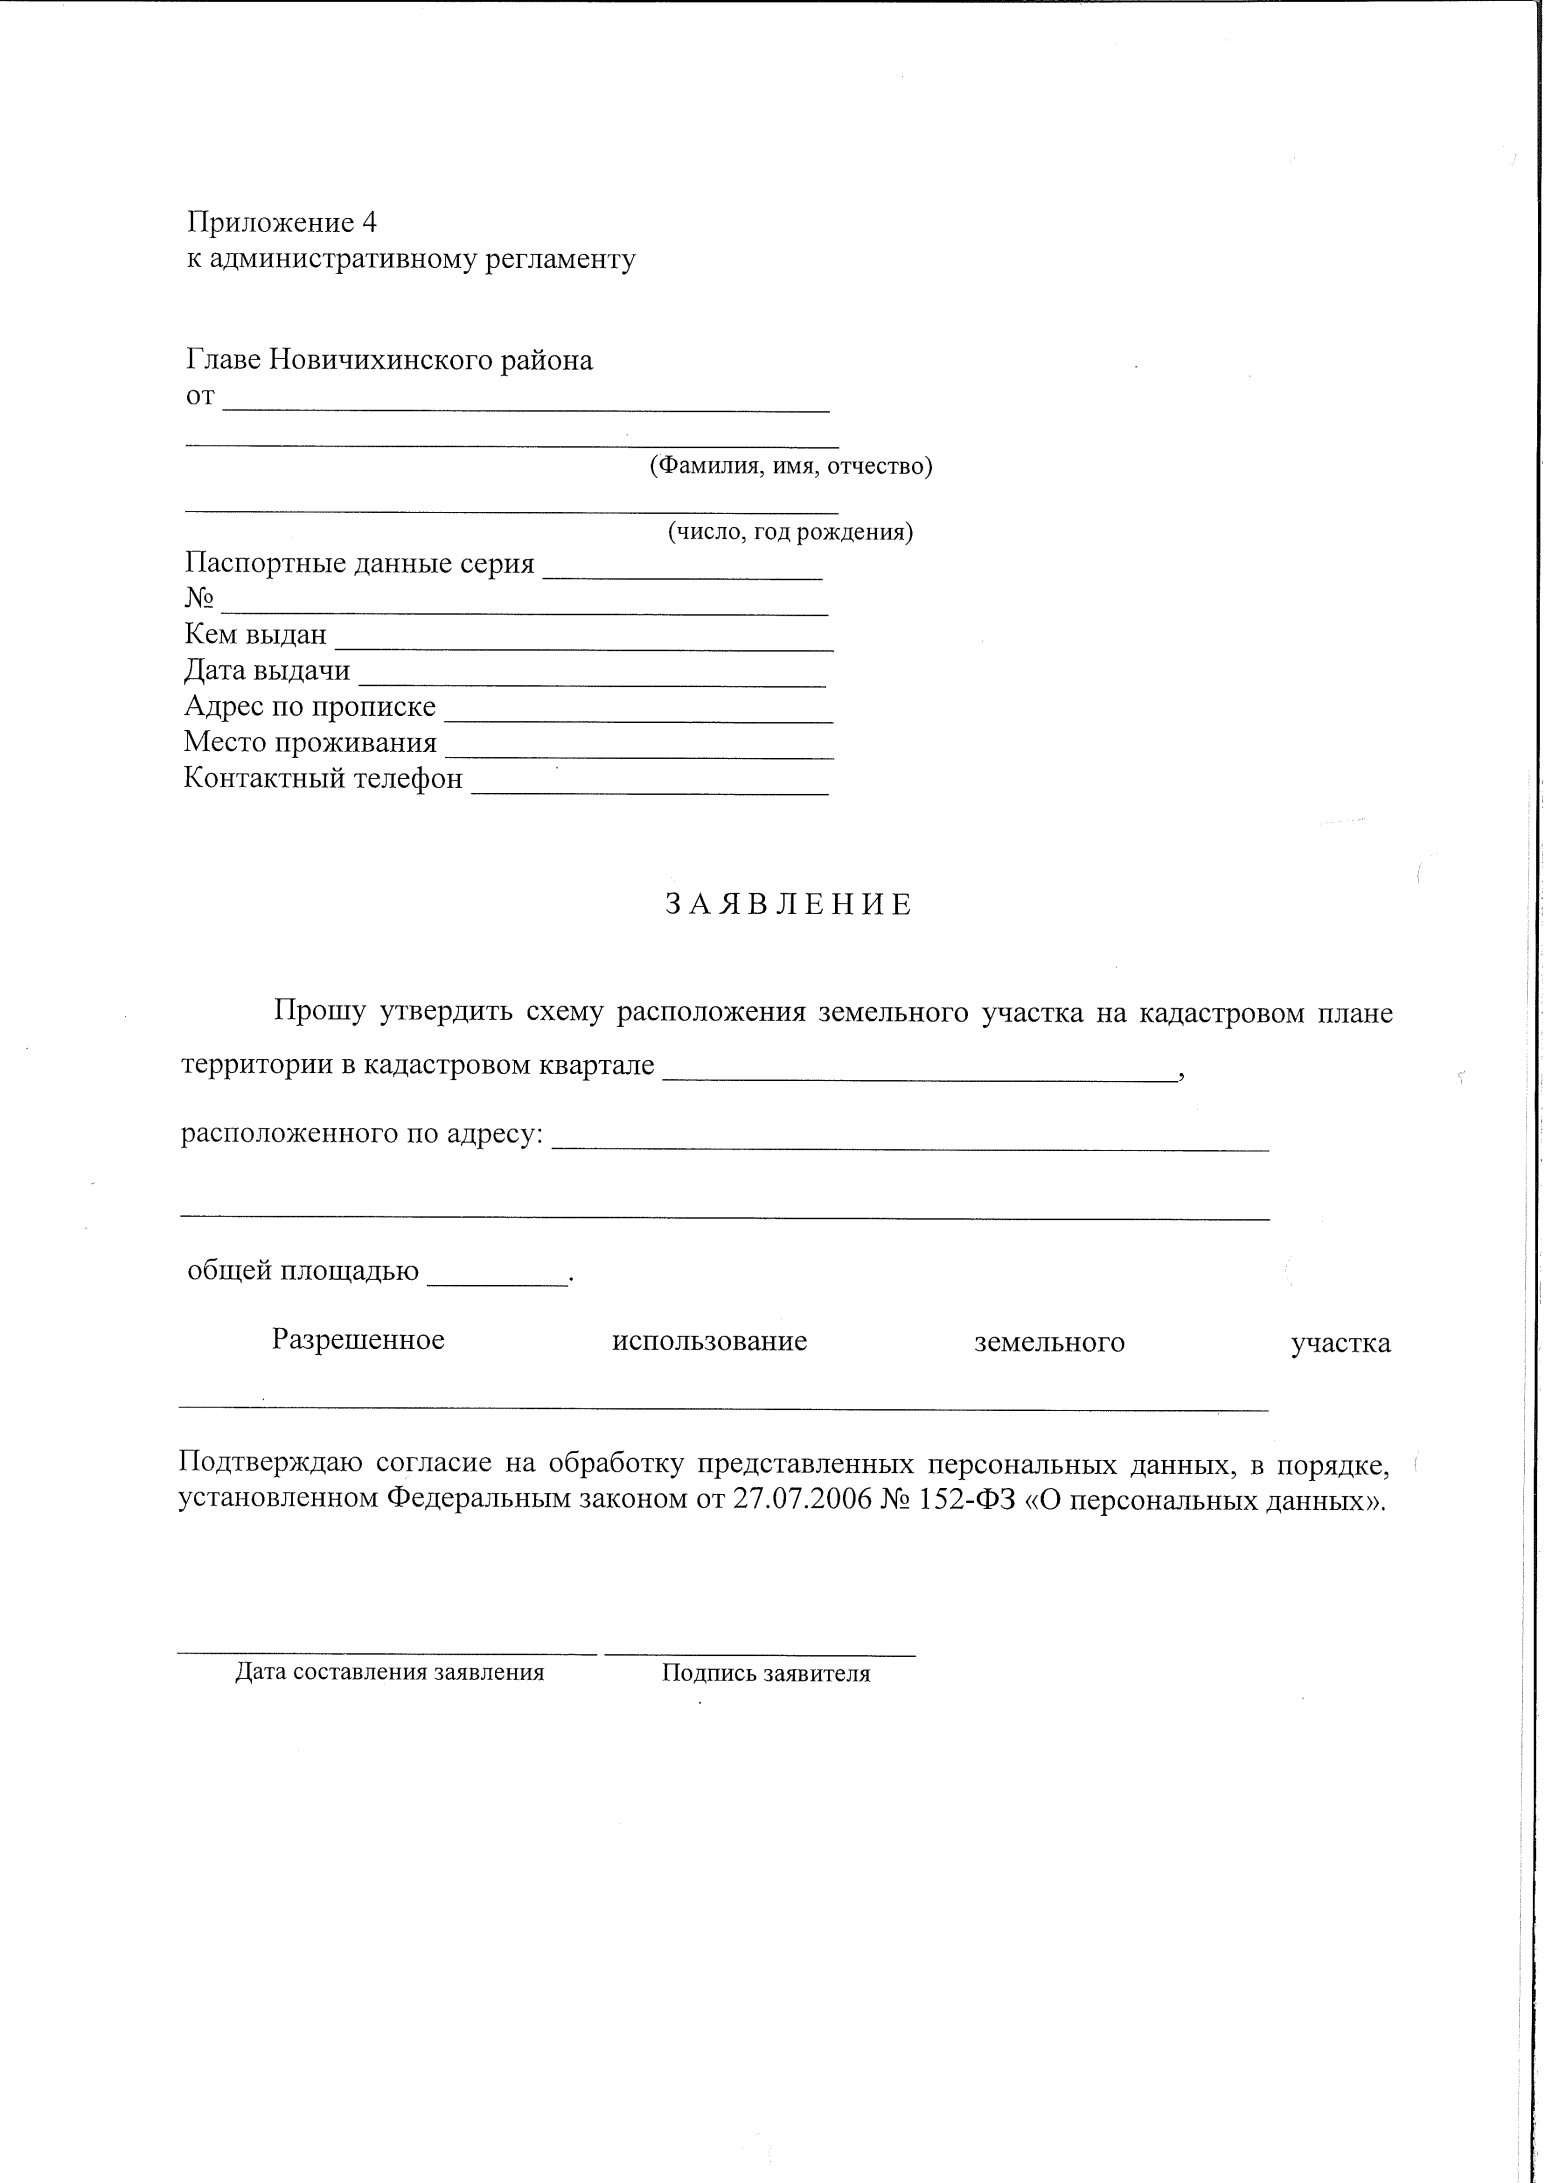 Приложение 4
к административному регламенту
Главе Новичихинского района
от
(Фамилия, имя, отчество)
(число, год рождения)
Паспортные данные серия
№
Кем выдан
Дата выдачи
Адрес по прописке
Место проживания
Контактный телефон
З А Я В Л Е Н И Е
Прошу утвердить схему расположения земельного участка на кадастровом плане
территории в кадастровом квартале ,
расположенного по адресу:
общей площадью .
Разрешенное использование земельного участка
Подтверждаю согласие на обработку представленных персональных данных, в порядке,
установленном Федеральным законом от 27.07.2006 № 152-ФЗ «О персональных данных».
Дата составления заявления Подпись заявителя